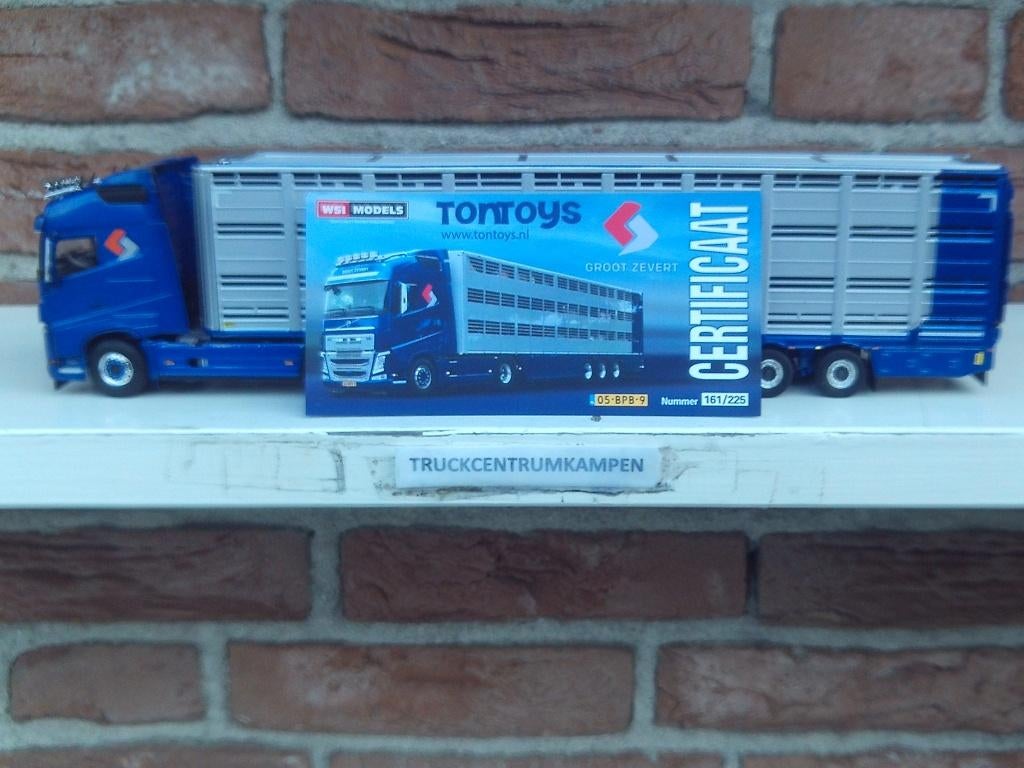 WSI MODELS
TONTOYS
www.tontoys.nl
GROOT ZEVERT
CERTIFICAAT
05-BPB-9
Nummer 161/225
TRUCKCENTRUMKAMPEN